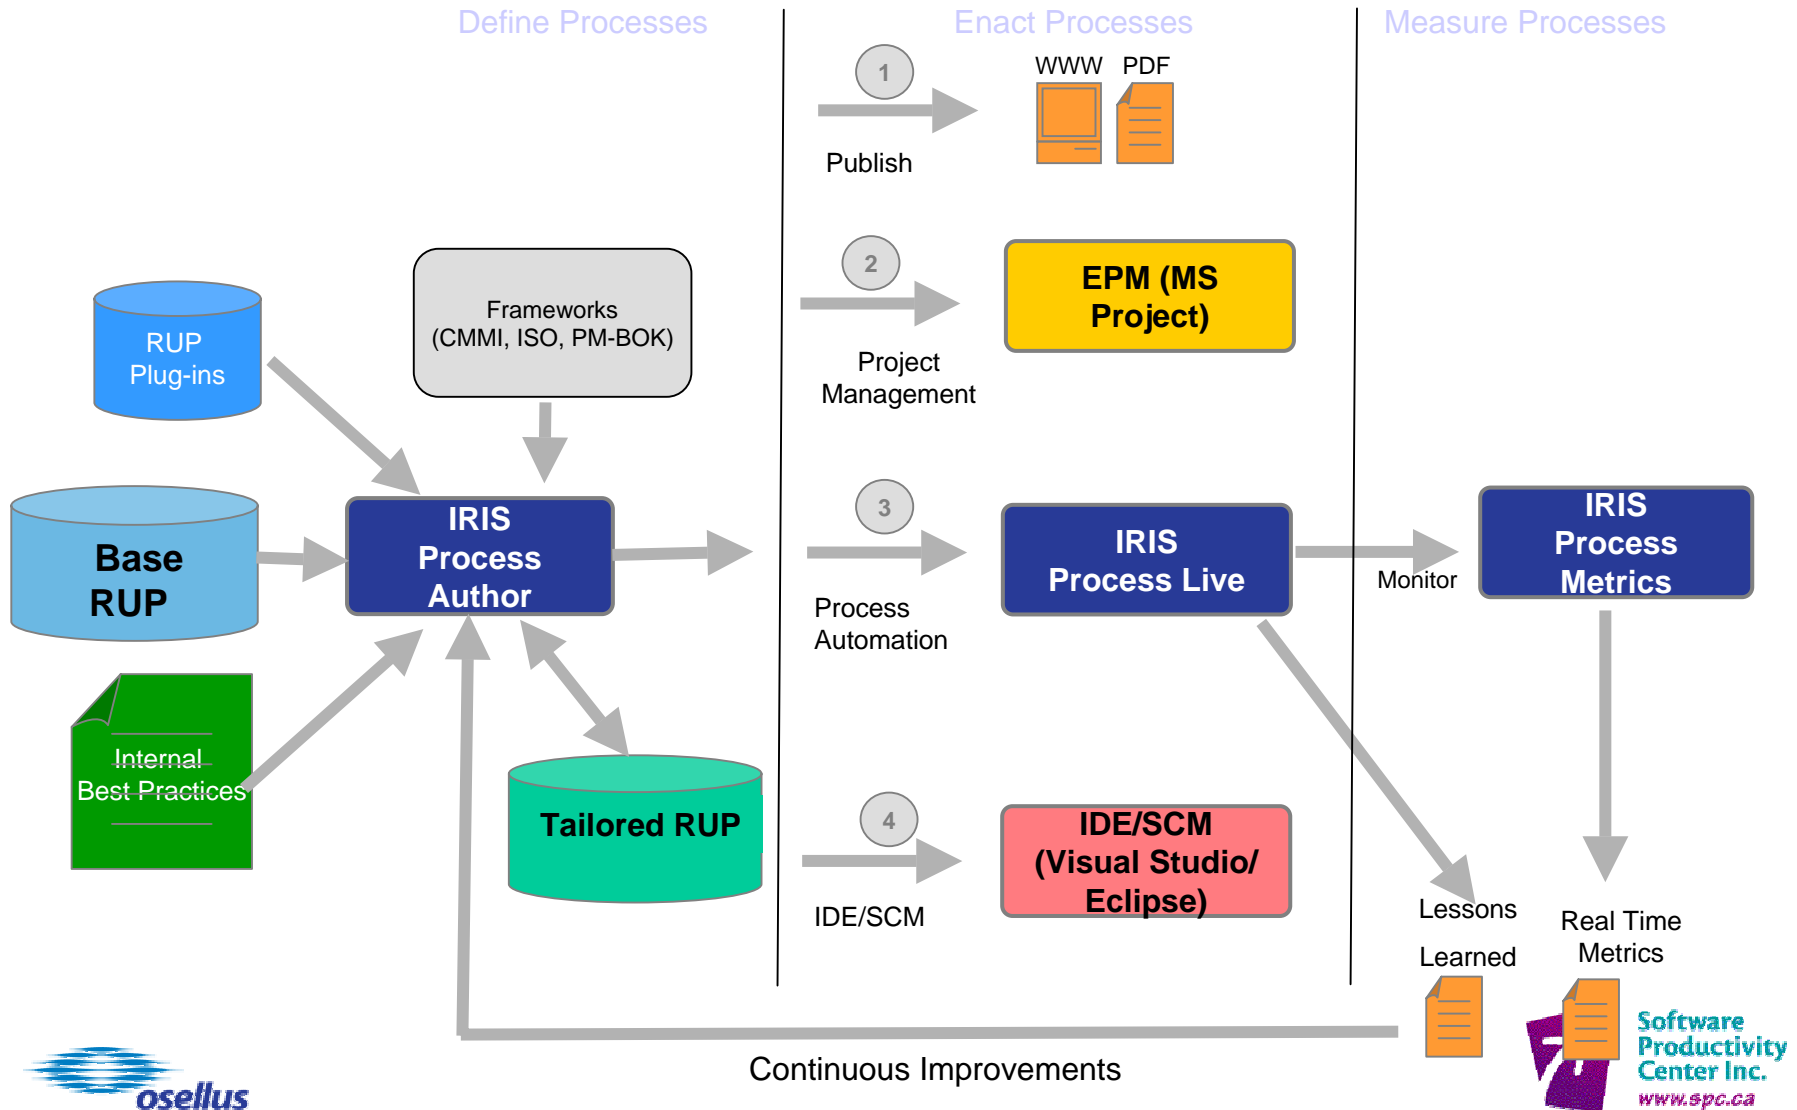 Define Processes
Enact Processes
Measure Processes
1
WWW
PDF
Publish
2
EPM (MS
Project)
Project
Management
RUP
Plug-ins
Frameworks
(CMMI, ISO, PM-BOK)
Base
RUP
IRIS
Process
Author
3
Process
Automation
IRIS
Process Live
Monitor
IRIS
Process
Metrics
Internal
Best Practices
Tailored RUP
4
IDE/SCM
IDE/SCM
(Visual Studio/
Eclipse)
Lessons
Learned
Real Time
Metrics
Continuous Improvements
osellus
Software
Productivity
Center Inc.
www.spc.ca